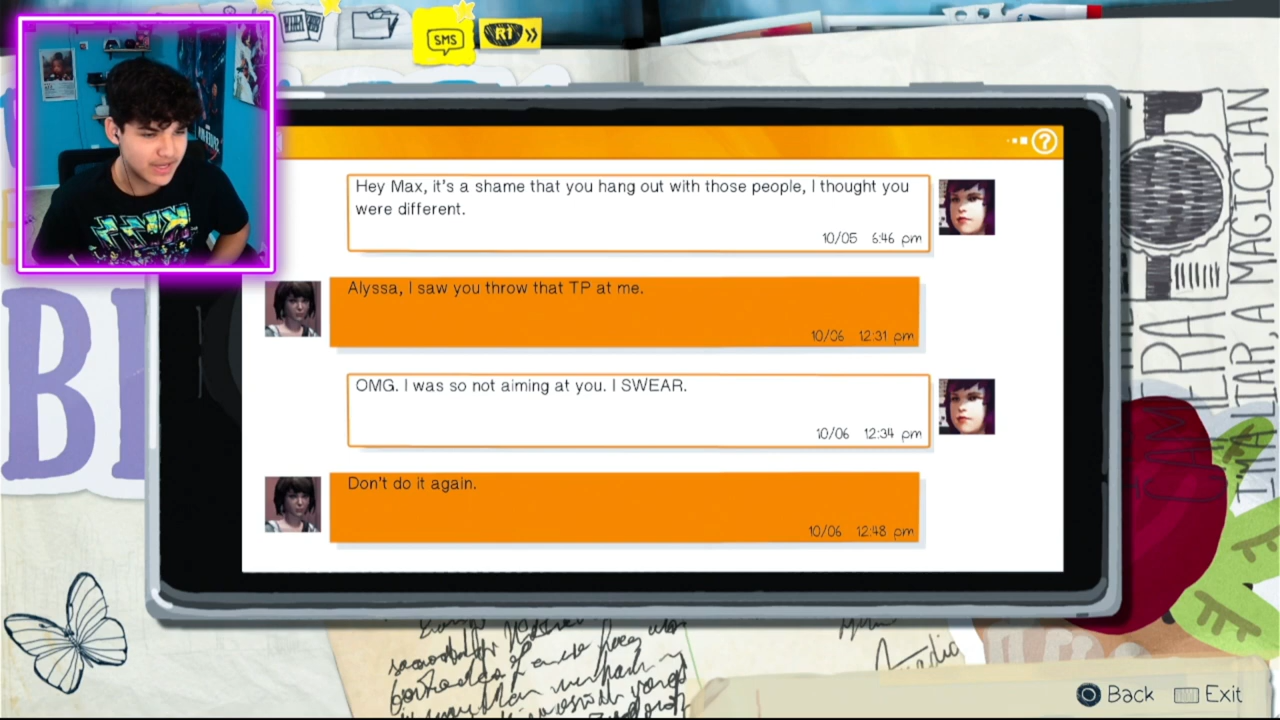 SMS
R1
Hey Max, it's a shame that you hang out with those people, I thought you
were different.
10/05 6:46 pm
Alyssa, I saw you throw that TP at me.
10/06 12:31 pm
OMG. I was so not aiming at you. I SWEAR.
10/06 12:34 pm
Don't do it again.
10/06 12:48 pm
?
A MAGICIAN
Back
Exit